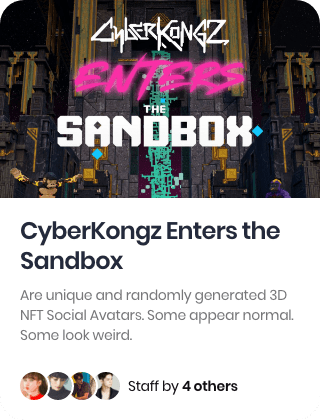 CYBERKONGZ
ENTERS
THE
SANDBOX
CyberKongz Enters the
Sandbox
Are unique and randomly generated 3D
NFT Social Avatars. Some appear normal.
Some look weird.
Staff by 4 others